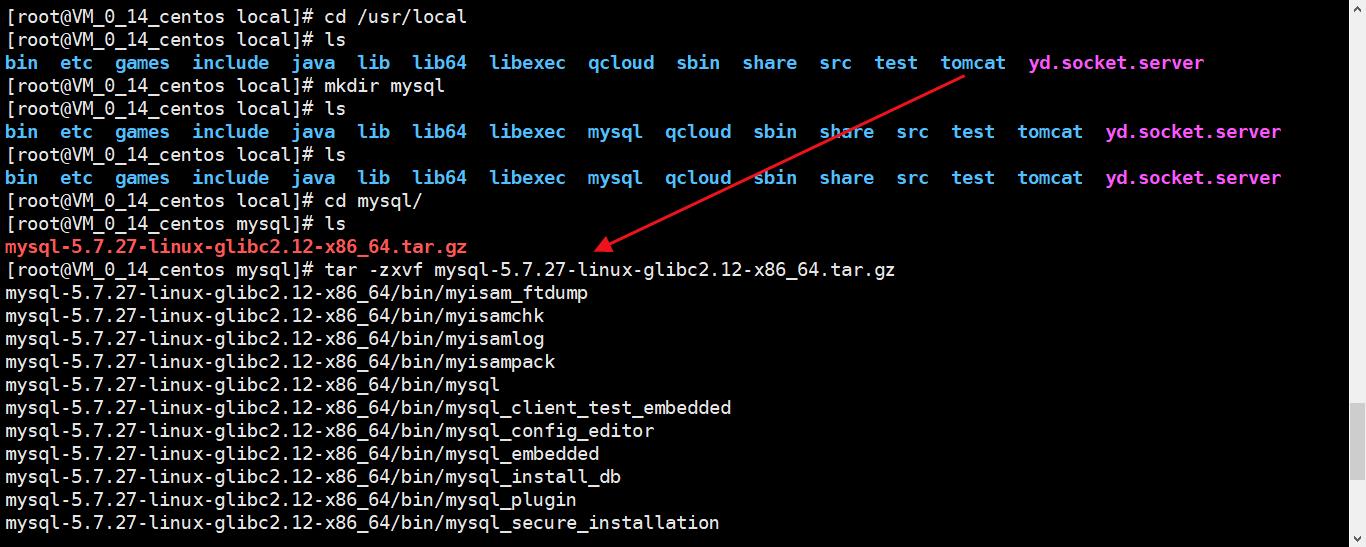 [root@VM_0_14_centos local]# cd /usr/local
[root@VM_0_14_centos local]# ls
bin  etc  games  include  java  lib  lib64  libexec  qcloud  sbin  share  src  test  tomcat  yd.socket.server
[root@VM_0_14_centos local]# mkdir mysql
[root@VM_0_14_centos local]# ls
bin  etc  games  include  java  lib  lib64  libexec  mysql  qcloud  sbin  share  src  test  tomcat  yd.socket.server
[root@VM_0_14_centos local]# ls
bin  etc  games  include  java  lib  lib64  libexec  mysql  qcloud  sbin  share  src  test  tomcat  yd.socket.server
[root@VM_0_14_centos local]# cd mysql/
[root@VM_0_14_centos mysql]# ls
mysql-5.7.27-linux-glibc2.12-x86_64.tar.gz
[root@VM_0_14_centos mysql]# tar -zxvf mysql-5.7.27-linux-glibc2.12-x86_64.tar.gz
mysql-5.7.27-linux-glibc2.12-x86_64/bin/myisam_ftdump
mysql-5.7.27-linux-glibc2.12-x86_64/bin/myisamchk
mysql-5.7.27-linux-glibc2.12-x86_64/bin/myisamlog
mysql-5.7.27-linux-glibc2.12-x86_64/bin/myisampack
mysql-5.7.27-linux-glibc2.12-x86_64/bin/mysql
mysql-5.7.27-linux-glibc2.12-x86_64/bin/mysql_client_test_embedded
mysql-5.7.27-linux-glibc2.12-x86_64/bin/mysql_config_editor
mysql-5.7.27-linux-glibc2.12-x86_64/bin/mysql_embedded
mysql-5.7.27-linux-glibc2.12-x86_64/bin/mysql_install_db
mysql-5.7.27-linux-glibc2.12-x86_64/bin/mysql_plugin
mysql-5.7.27-linux-glibc2.12-x86_64/bin/mysql_secure_installation